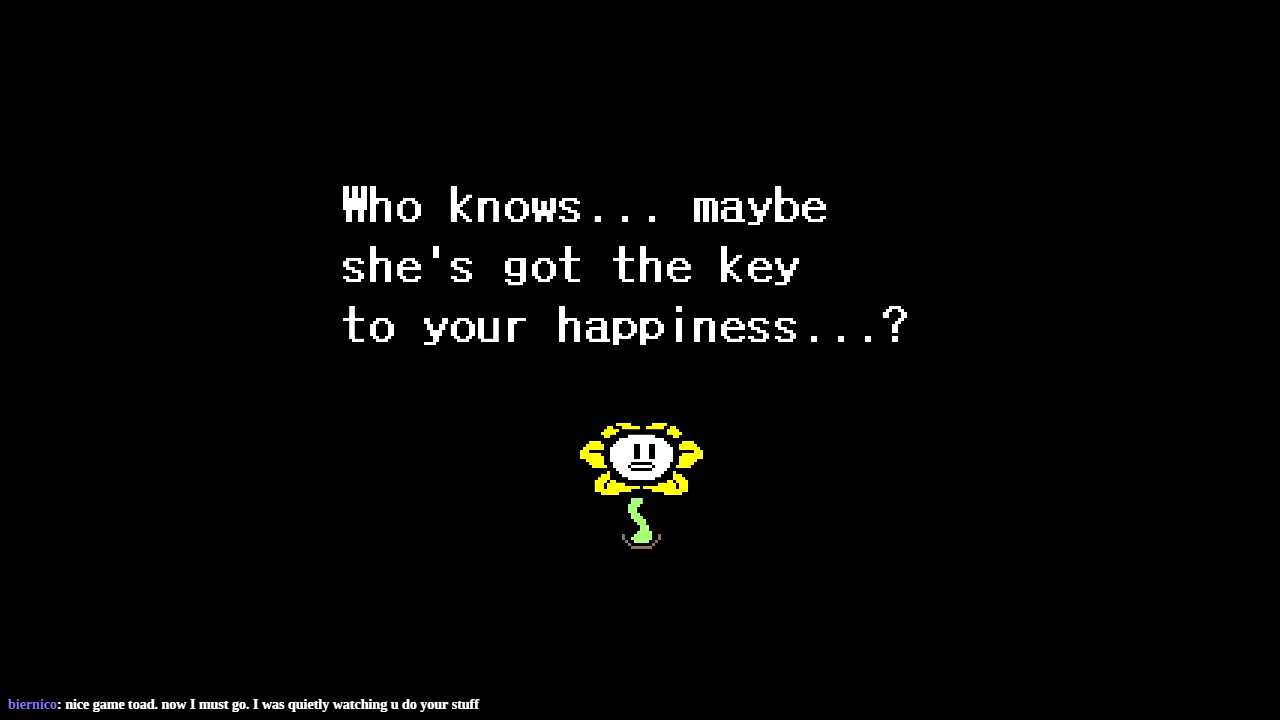 Who knows... maybe
she's got the key
to your happiness...?
biernico: nice game toad. now I must go. I was quietly watching u do your stuff